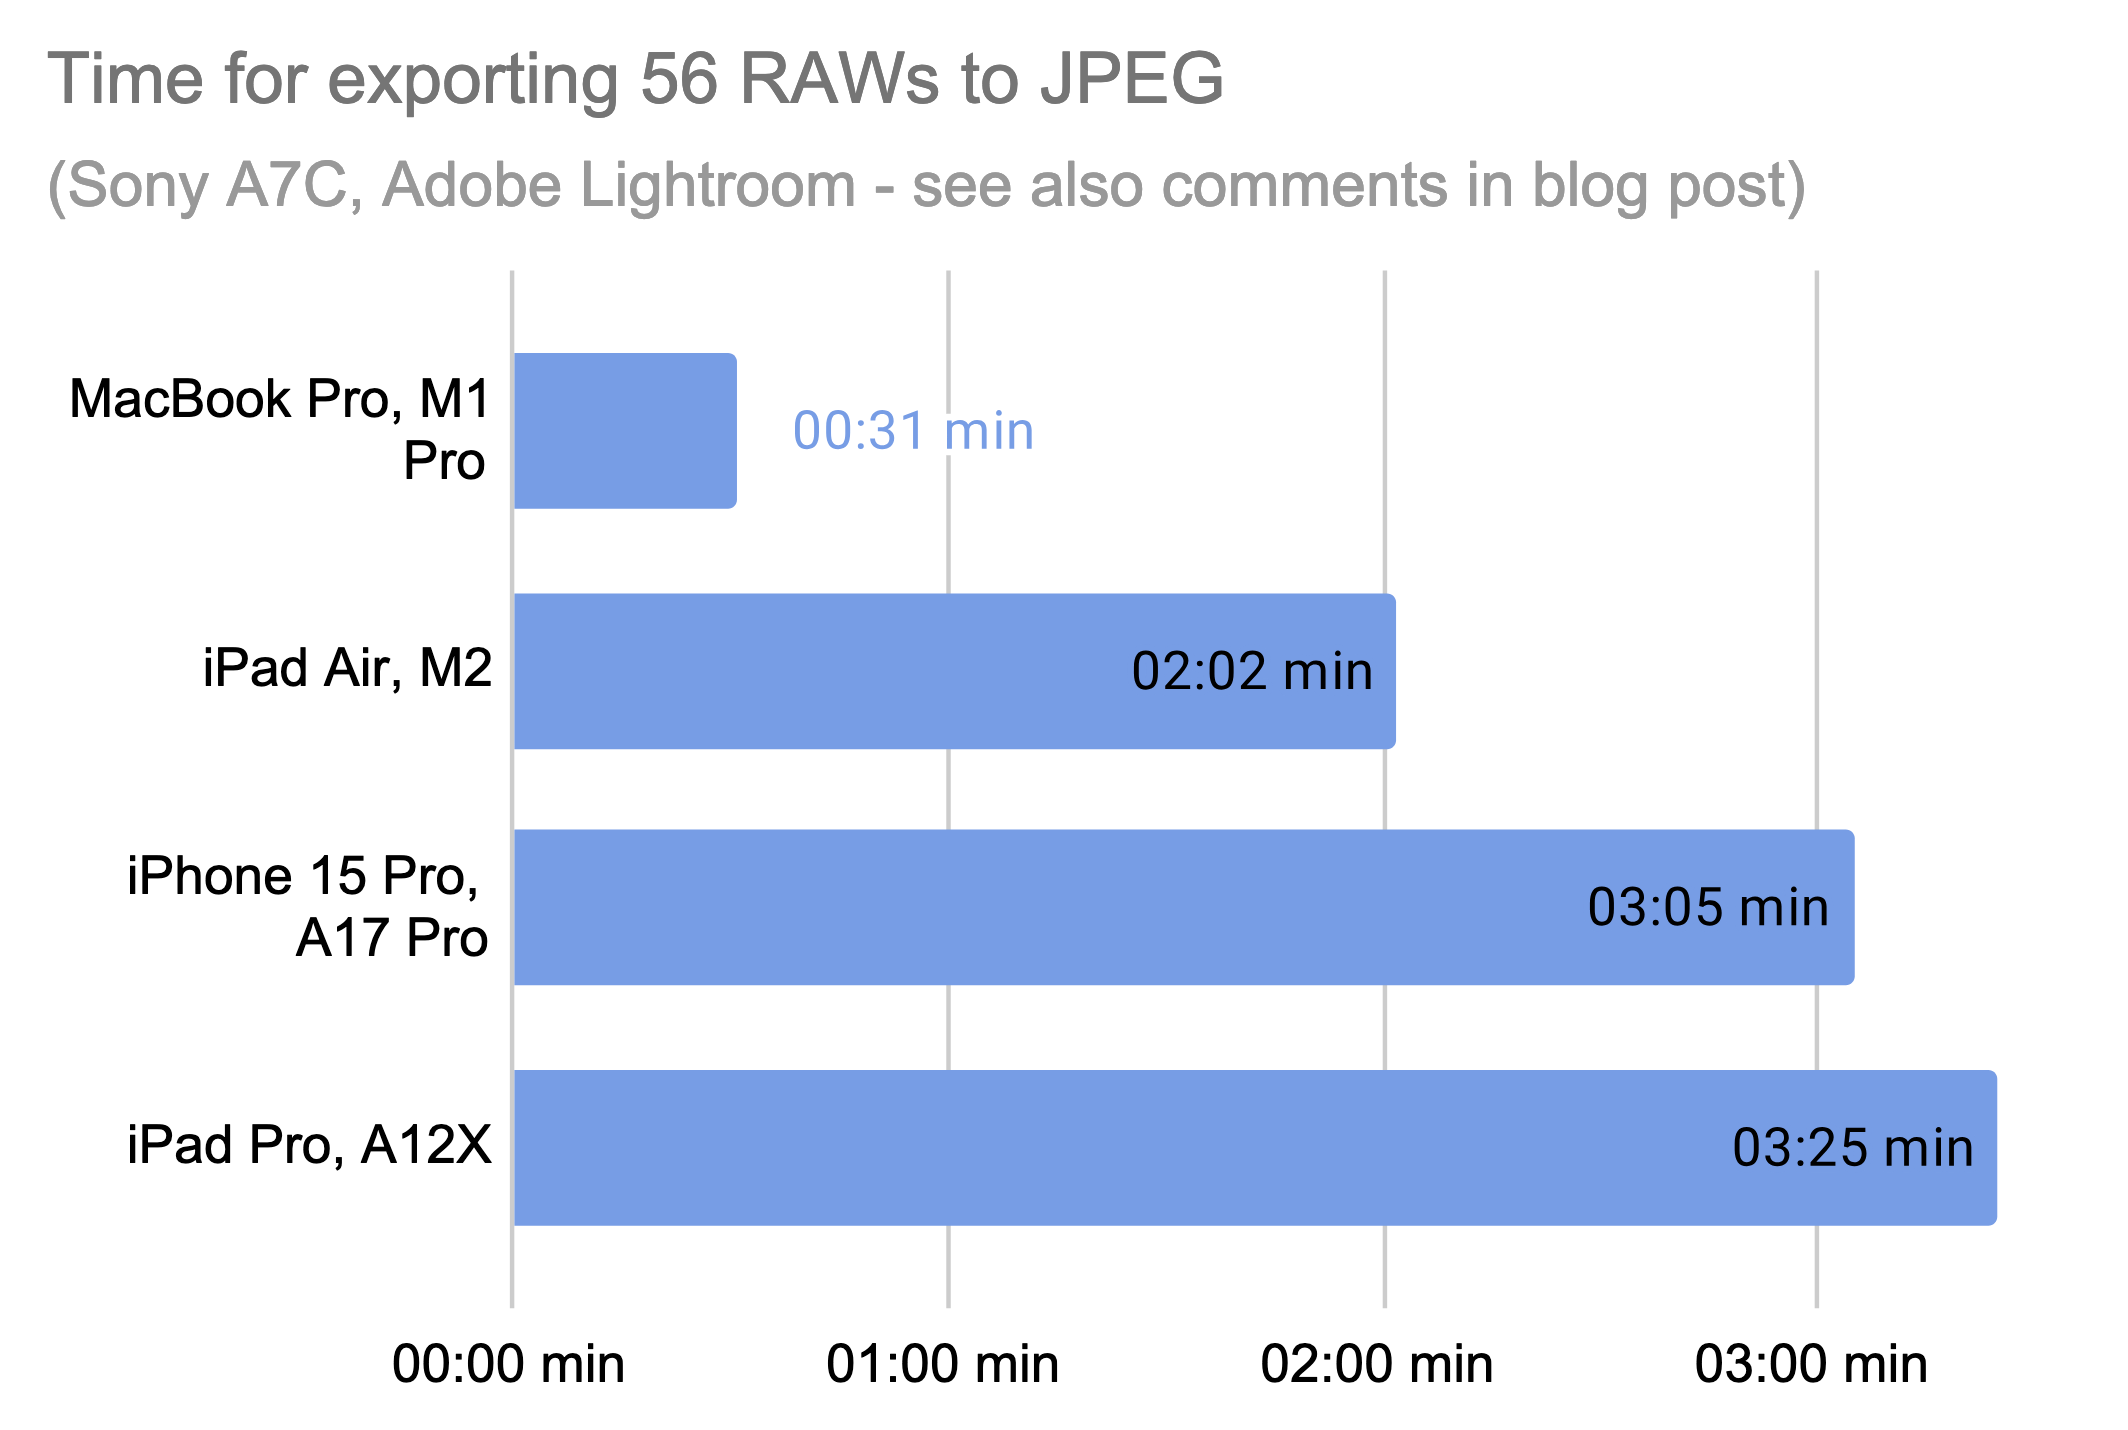 Time for exporting 56 RAWs to JPEG
(Sony A7C, Adobe Lightroom - see also comments in blog post)
MacBook Pro, M1
Pro
00:31 min
iPad Air, M2
02:02 min
iPhone 15 Pro,
A17 Pro
03:05 min
iPad Pro, A12X
03:25 min
00:00 min
01:00 min
02:00 min
03:00 min